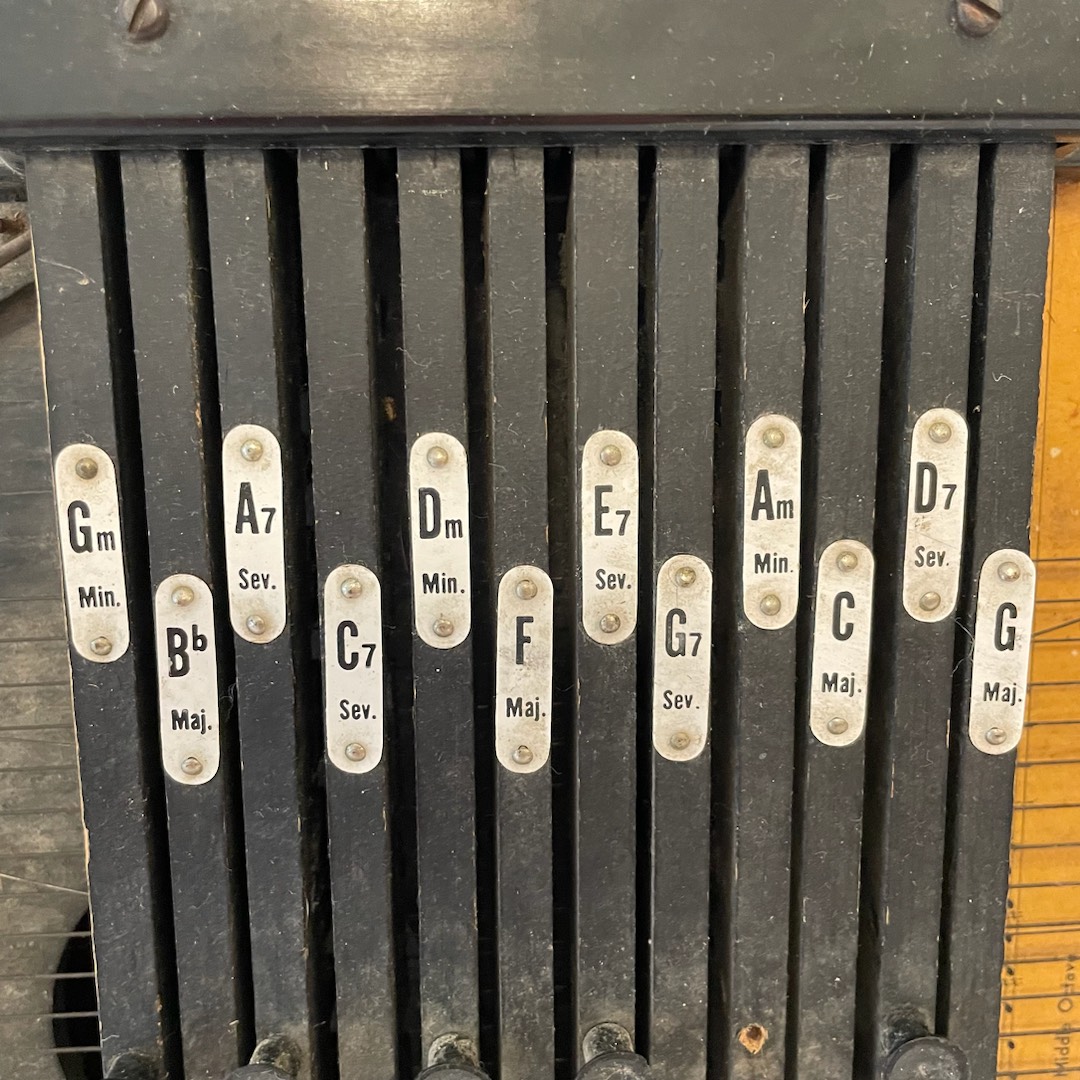 Gm
Min.
Bb
Maj.
A7
Sev.
C7
Sev.
Dm
Min.
F
Maj.
E7
Sev.
G7
Sev.
Am
Min.
C
Maj.
D7
Sev.
G
Maj.
Middle Octave